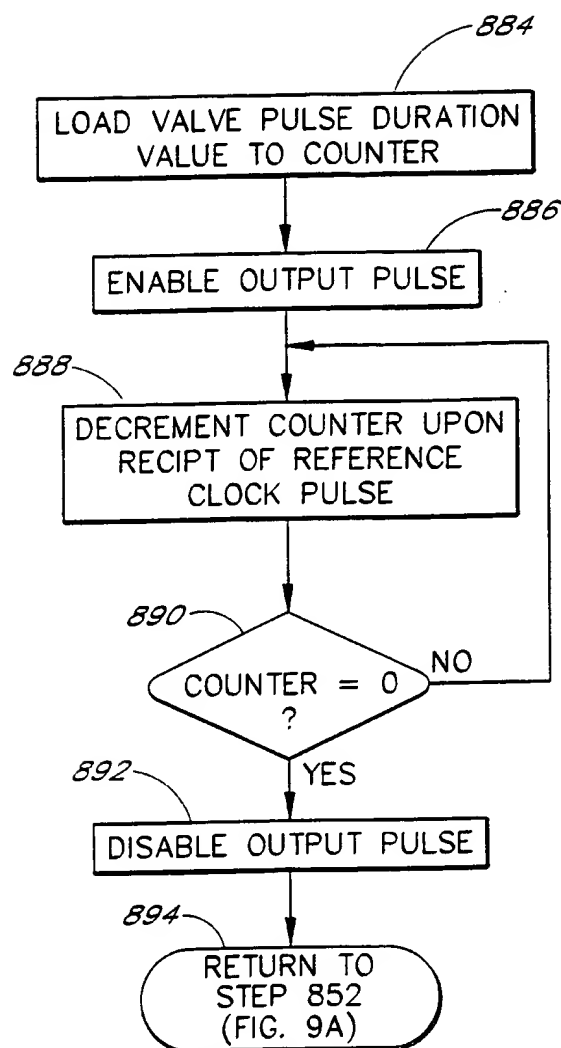 884
LOAD VALVE PULSE DURATION
VALUE TO COUNTER
886
ENABLE OUTPUT PULSE
888
DECREMENT COUNTER UPON
RECIPT OF REFERENCE
CLOCK PULSE
890
COUNTER = 0
?
NO
YES
892
DISABLE OUTPUT PULSE
894
RETURN TO
STEP 852
(FIG. 9A)